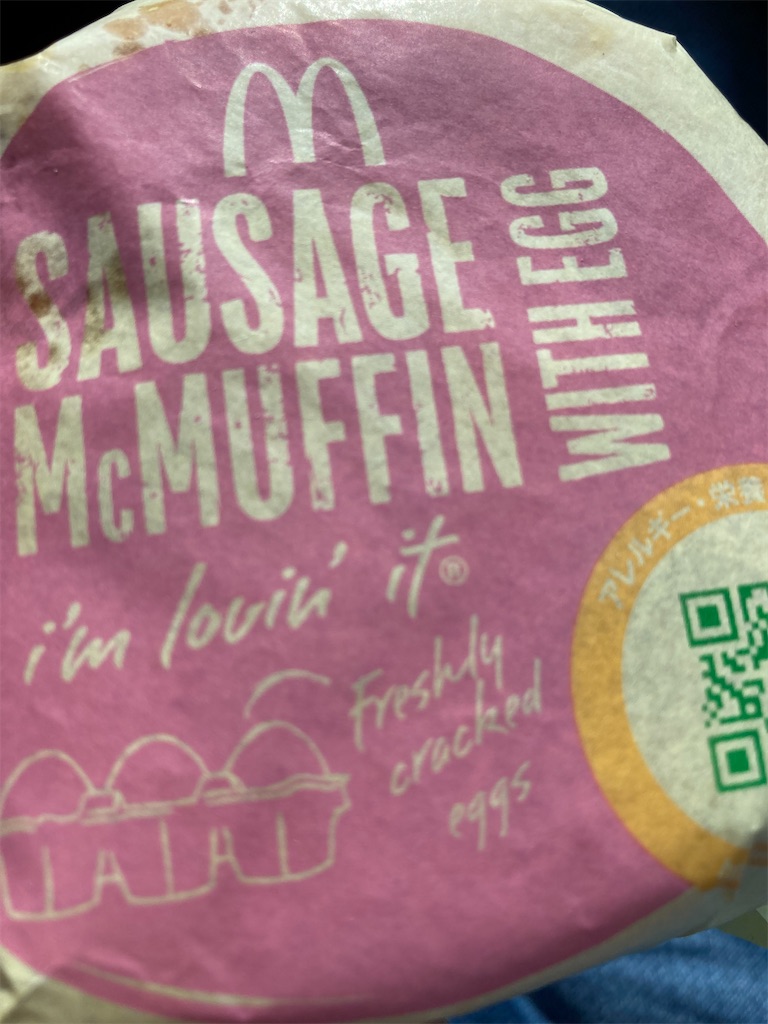 SAUSAGE
McMUFFIN
WITH EGG
i'm lovin' it®
Freshly
cracked
eggs
アレルギー・栄養